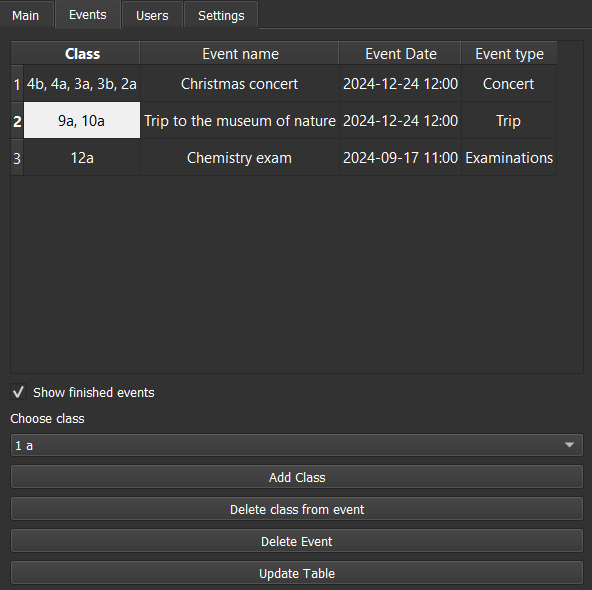 Main Events Users Settings
Class Event name Event Date Event type
1 4b, 4a, 3a, 3b, 2a Christmas concert 2024-12-24 12:00 Concert
2 9a, 10a Trip to the museum of nature 2024-12-24 12:00 Trip
3 12a Chemistry exam 2024-09-17 11:00 Examinations
Show finished events
Choose class
1 a
Add Class
Delete class from event
Delete Event
Update Table